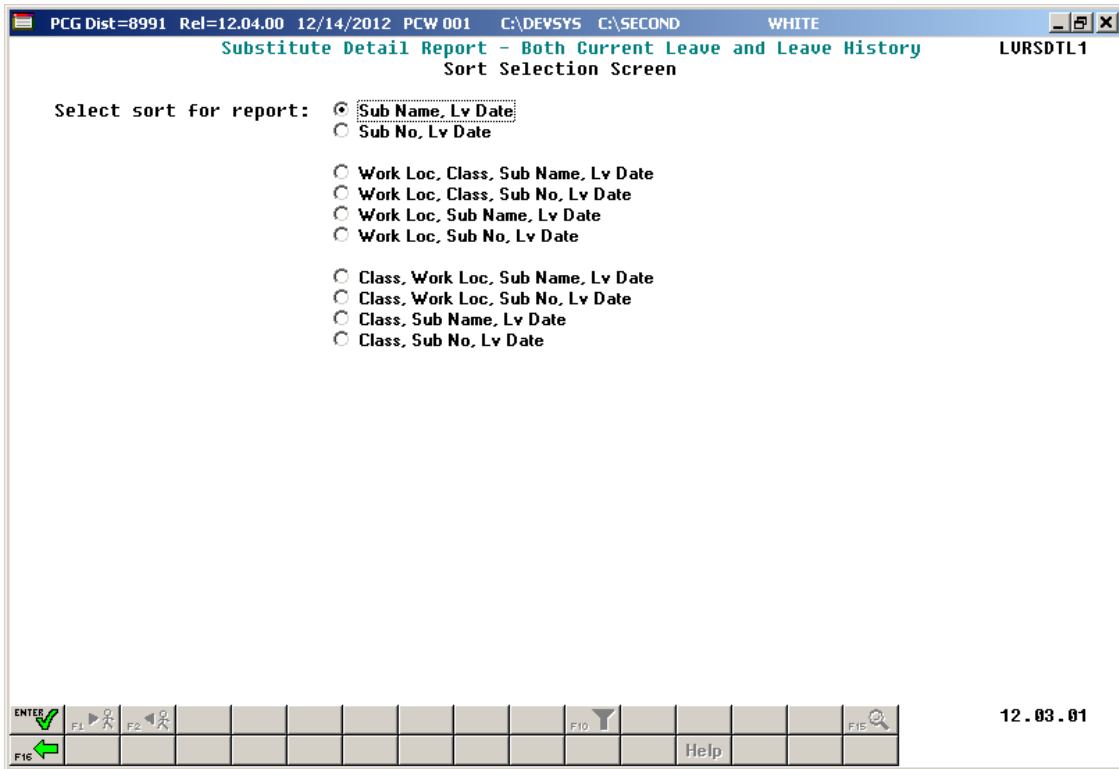 PCG Dist=8991 Rel=12.04.00 12/14/2012 PCW 001 C:\DEVSYS C:\SECOND WHITE
Substitute Detail Report - Both Current Leave and Leave History LVRSDTL1
Sort Selection Screen
Select sort for report: Sub Name, Lv Date
Sub No, Lv Date
Work Loc, Class, Sub Name, Lv Date
Work Loc, Class, Sub No, Lv Date
Work Loc, Sub Name, Lv Date
Work Loc, Sub No, Lv Date
Class, Work Loc, Sub Name, Lv Date
Class, Work Loc, Sub No, Lv Date
Class, Sub Name, Lv Date
Class, Sub No, Lv Date
ENTER F1 F2 F10 F15 12.03.01
F16 Help